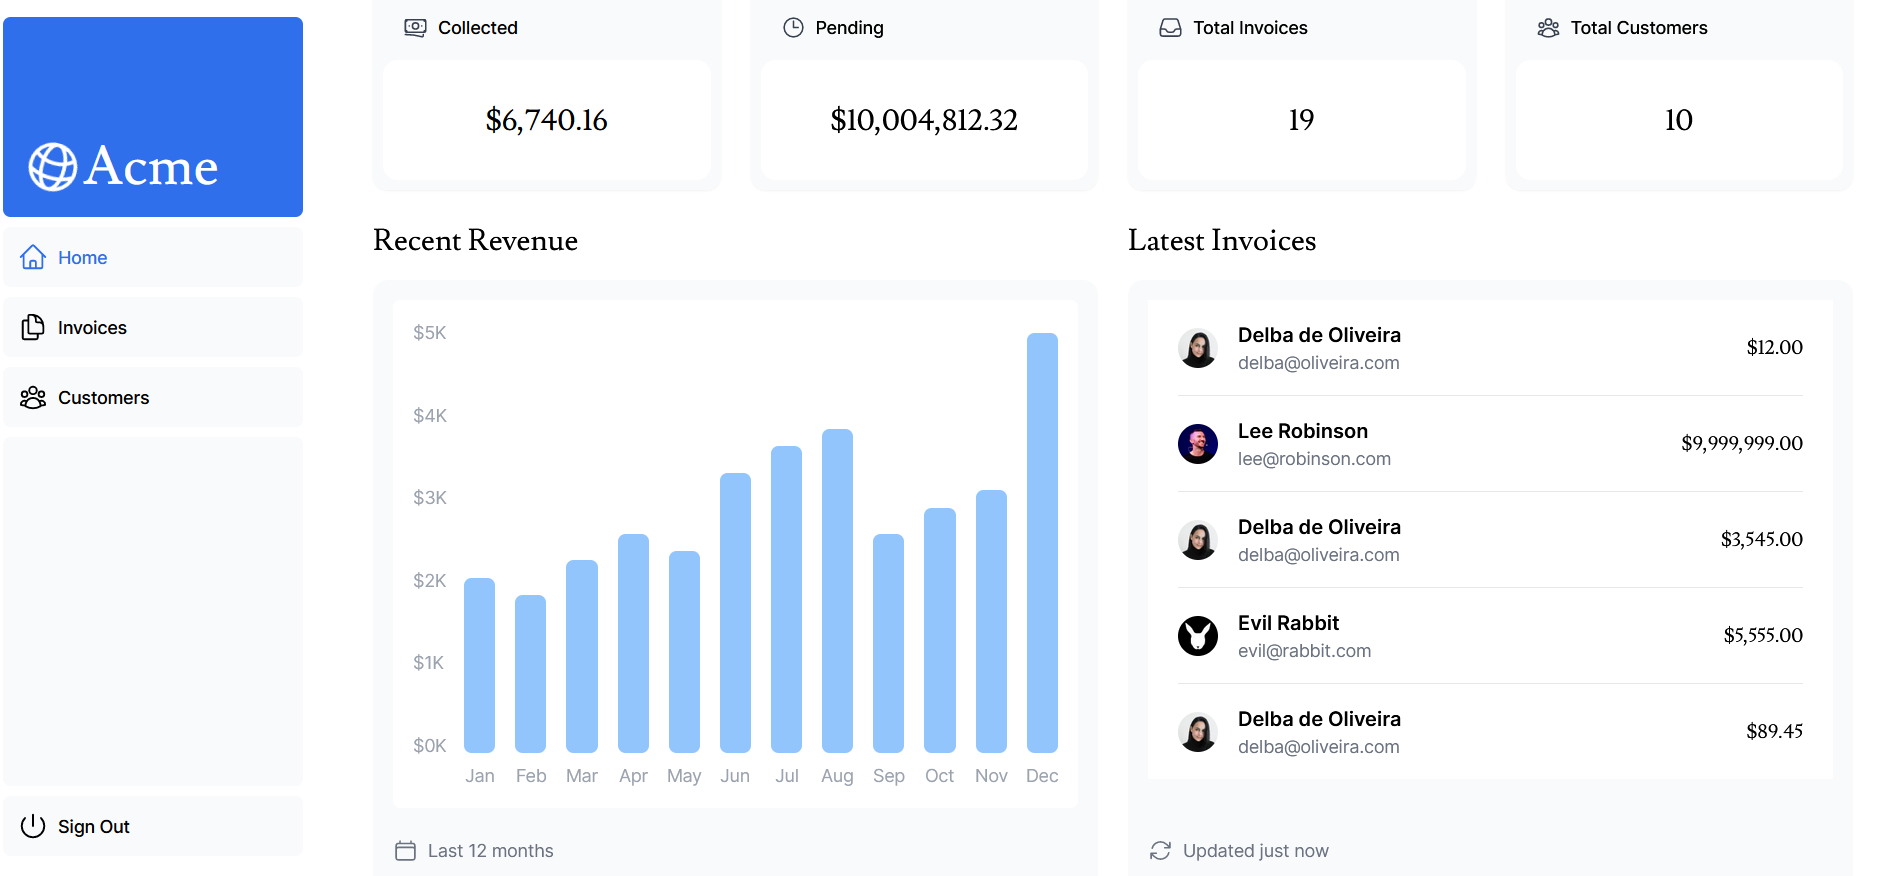 Acme
Home
Invoices
Customers
Sign Out
Collected
$6,740.16
Pending
$10,004,812.32
Total Invoices
19
Total Customers
10
Recent Revenue
$5K
$4K
$3K
$2K
$1K
$0K
Jan Feb Mar Apr May Jun Jul Aug Sep Oct Nov Dec
Last 12 months
Latest Invoices
Delba de Oliveira
delba@oliveira.com
$12.00
Lee Robinson
lee@robinson.com
$9,999,999.00
Delba de Oliveira
delba@oliveira.com
$3,545.00
Evil Rabbit
evil@rabbit.com
$5,555.00
Delba de Oliveira
delba@oliveira.com
$89.45
Updated just now